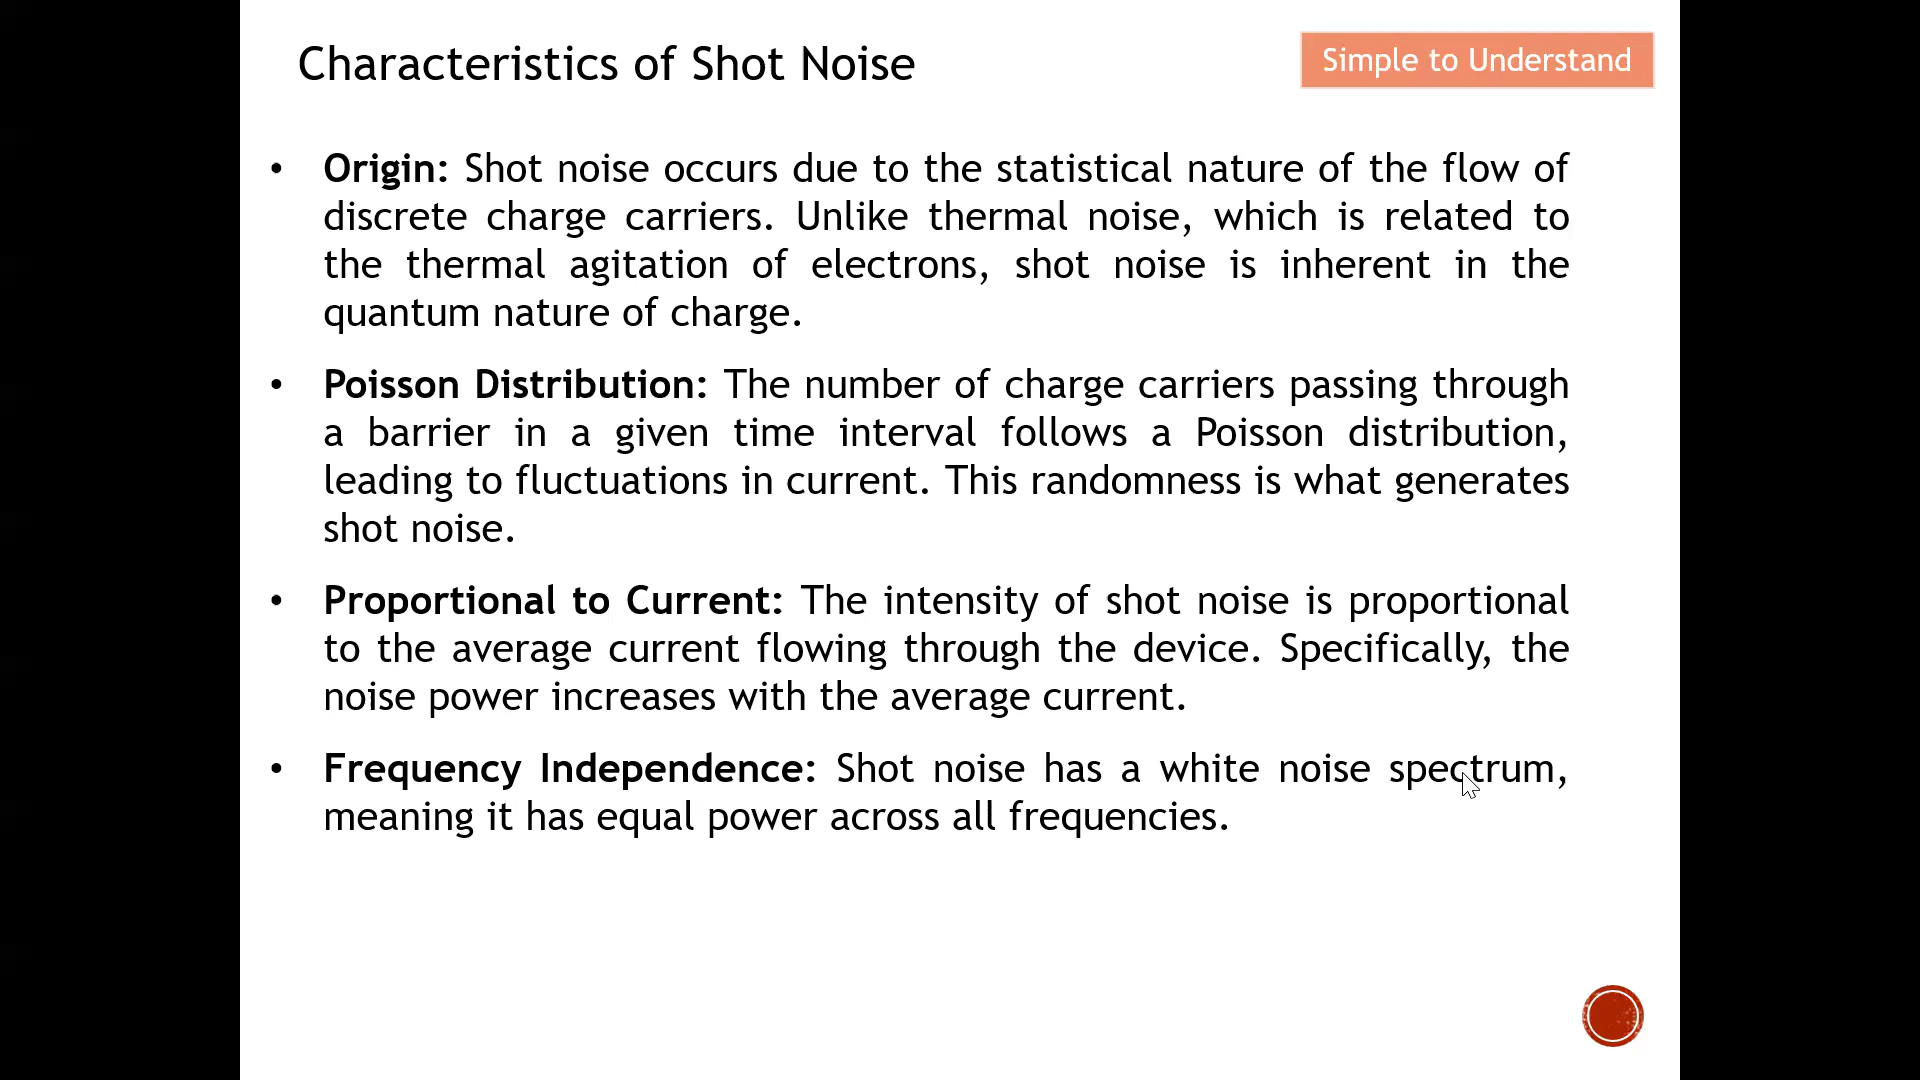 Characteristics of Shot Noise
Simple to Understand
• Origin: Shot noise occurs due to the statistical nature of the flow of
discrete charge carriers. Unlike thermal noise, which is related to
the thermal agitation of electrons, shot noise is inherent in the
quantum nature of charge.
• Poisson Distribution: The number of charge carriers passing through
a barrier in a given time interval follows a Poisson distribution,
leading to fluctuations in current. This randomness is what generates
shot noise.
• Proportional to Current: The intensity of shot noise is proportional
to the average current flowing through the device. Specifically, the
noise power increases with the average current.
• Frequency Independence: Shot noise has a white noise spectrum,
meaning it has equal power across all frequencies.